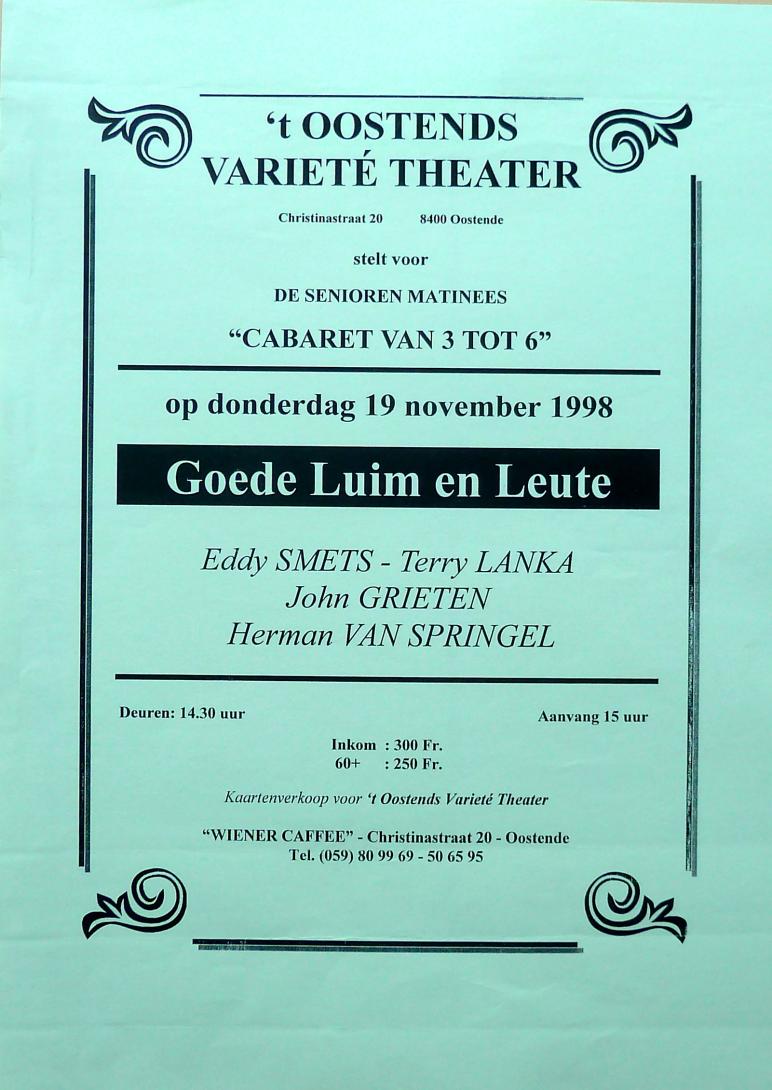 ‘t OOSTENDS
VARIETÉ THEATER
Christinastraat 20 8400 Oostende
stelt voor
DE SENIOREN MATINEES
“CABARET VAN 3 TOT 6”
op donderdag 19 november 1998
Goede Luim en Leute
Eddy SMETS - Terry LANKA
John GRIETEN
Herman VAN SPRINGEL
Deuren: 14.30 uur Aanvang 15 uur
Inkom : 300 Fr.
60+ : 250 Fr.
Kaartenverkoop voor ‘t Oostends Varieté Theater
“WIENER CAFFEE” - Christinastraat 20 - Oostende
Tel. (059) 80 99 69 - 50 65 95